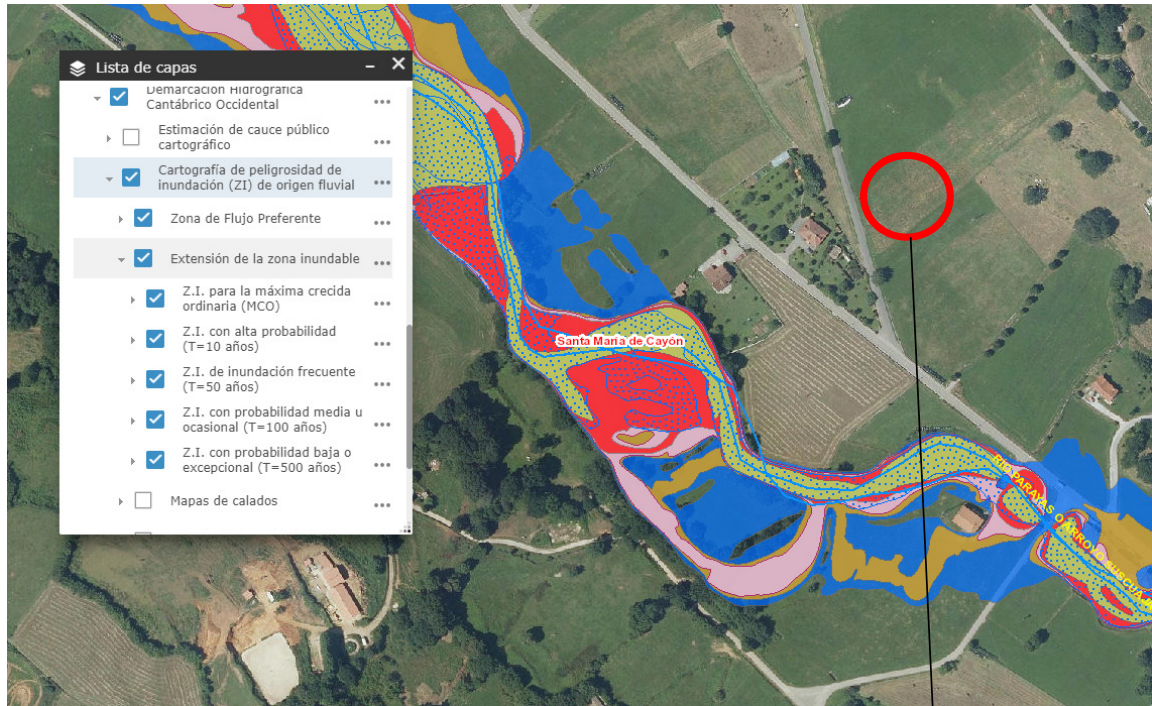 Lista de capas
Demarcación Hidrográfica
Cantábrico Occidental
Estimación de cauce público
cartográfico
Cartografía de peligrosidad de
inundación (ZI) de origen fluvial
Zona de Flujo Preferente
Extensión de la zona inundable
Z.I. para la máxima crecida
ordinaria (MCO)
Z.I. con alta probabilidad
(T=10 años)
Z.I. de inundación frecuente
(T=50 años)
Z.I. con probabilidad media u
ocasional (T=100 años)
Z.I. con probabilidad baja o
excepcional (T=500 años)
Mapas de calados
Santa María de Cayón
ARROYO